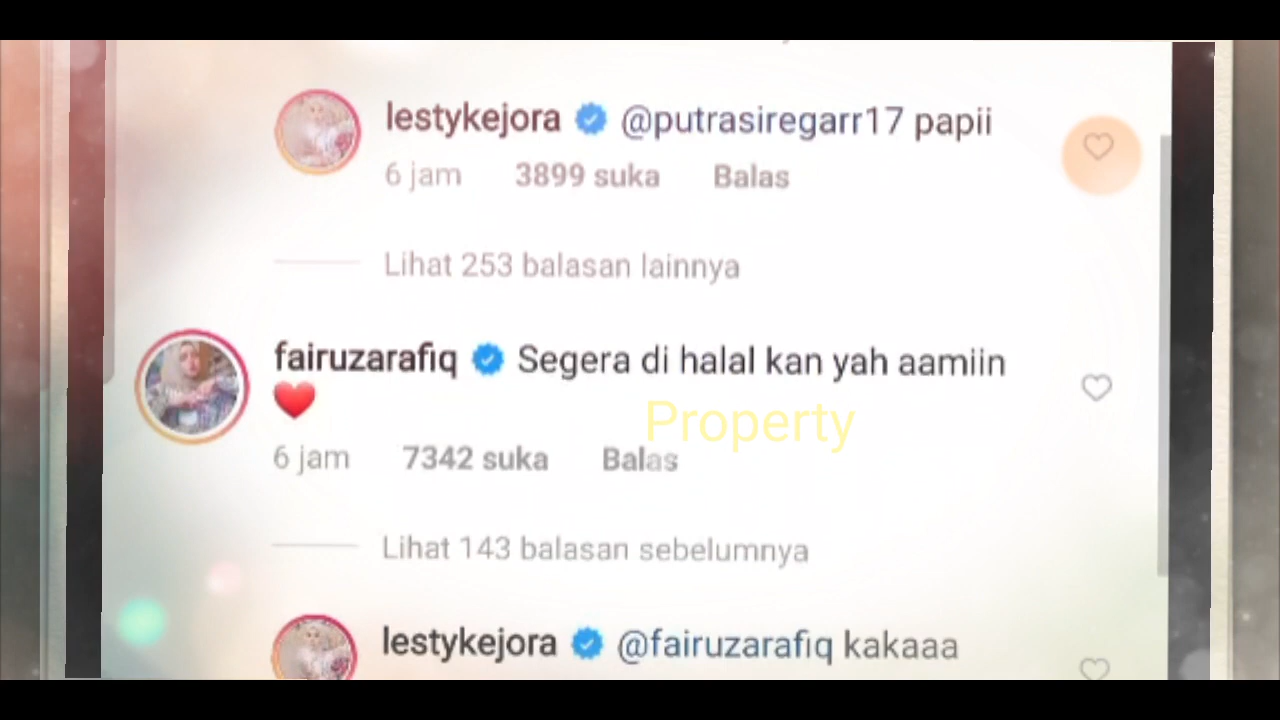 lestykejora @putrasiregarr17 papii
6 jam 3899 suka Balas
Lihat 253 balasan lainnya
fairuzarafiq Segera di halal kan yah aamiin
❤️
Property
6 jam 7342 suka Balas
Lihat 143 balasan sebelumnya
lestykejora @fairuzarafiq kakaaa